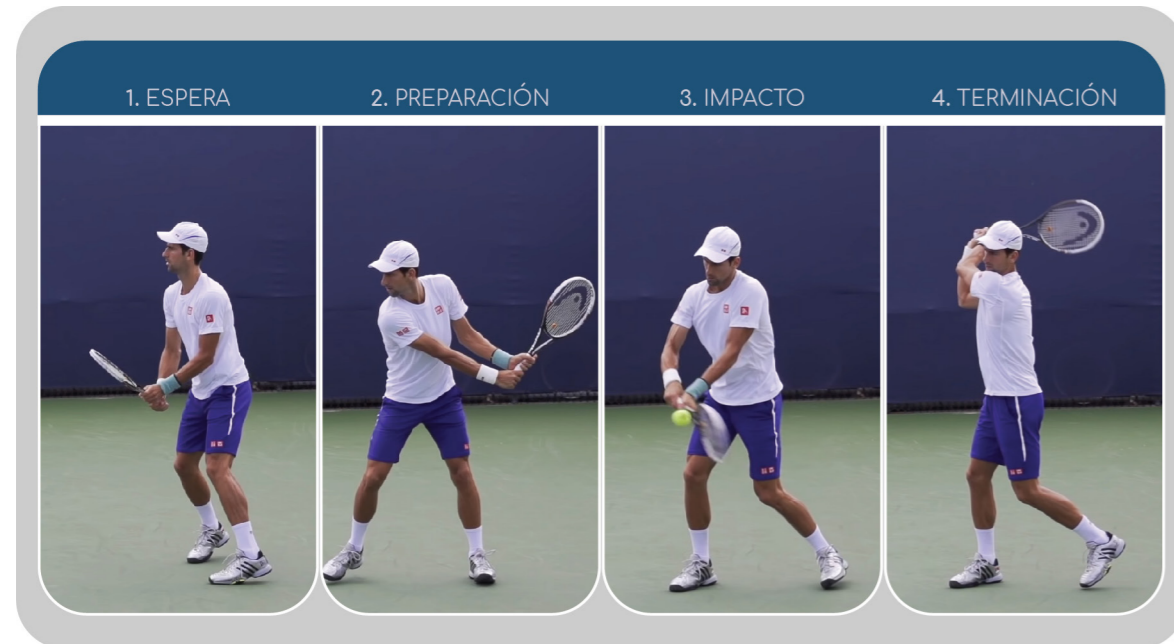 1. ESPERA
2. PREPARACIÓN
3. IMPACTO
4. TERMINACIÓN